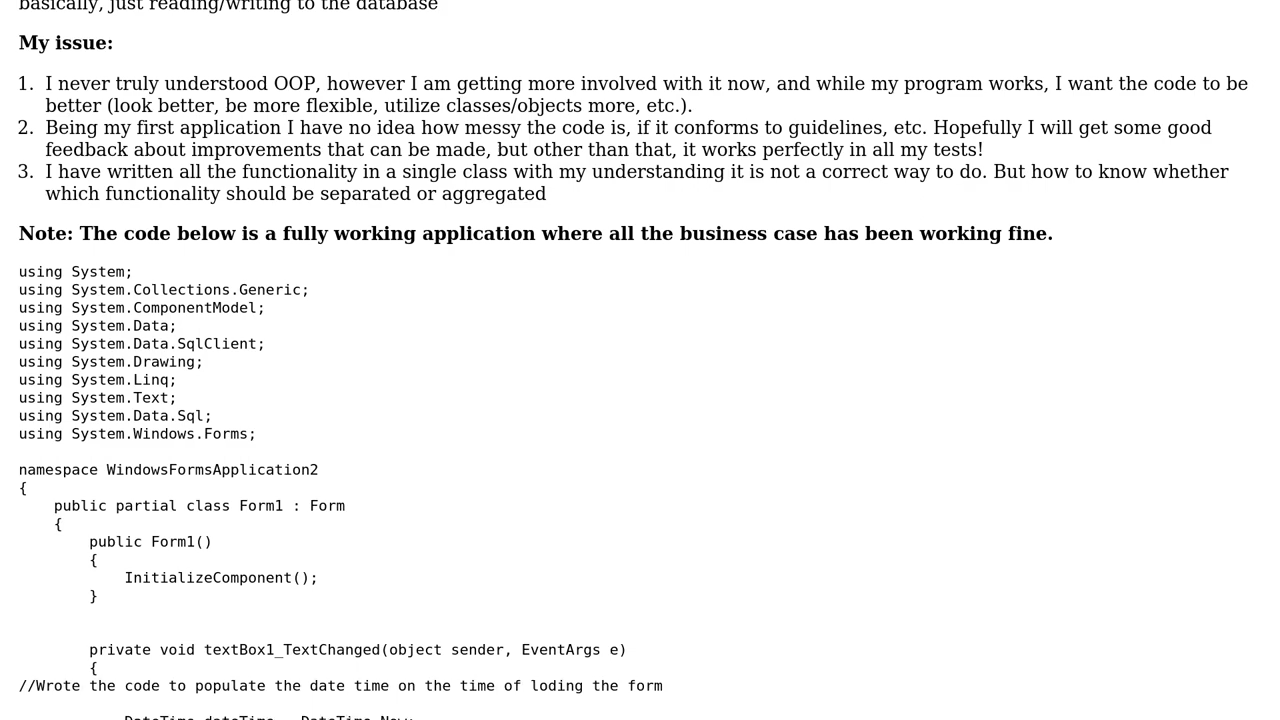 basically, just reading/writing to the database
My issue:
1. I never truly understood OOP, however I am getting more involved with it now, and while my program works, I want the code to be
better (look better, be more flexible, utilize classes/objects more, etc.).
2. Being my first application I have no idea how messy the code is, if it conforms to guidelines, etc. Hopefully I will get some good
feedback about improvements that can be made, but other than that, it works perfectly in all my tests!
3. I have written all the functionality in a single class with my understanding it is not a correct way to do. But how to know whether
which functionality should be separated or aggregated
Note: The code below is a fully working application where all the business case has been working fine.
using System;
using System.Collections.Generic;
using System.ComponentModel;
using System.Data;
using System.Data.SqlClient;
using System.Drawing;
using System.Linq;
using System.Text;
using System.Data.Sql;
using System.Windows.Forms;
namespace WindowsFormsApplication2
{
    public partial class Form1 : Form
    {
        public Form1()
        {
            InitializeComponent();
        }
        private void textBox1_TextChanged(object sender, EventArgs e)
        {
//Wrote the code to populate the date time on the time of loding the form
            DateTime dateTime = DateTime.Now;